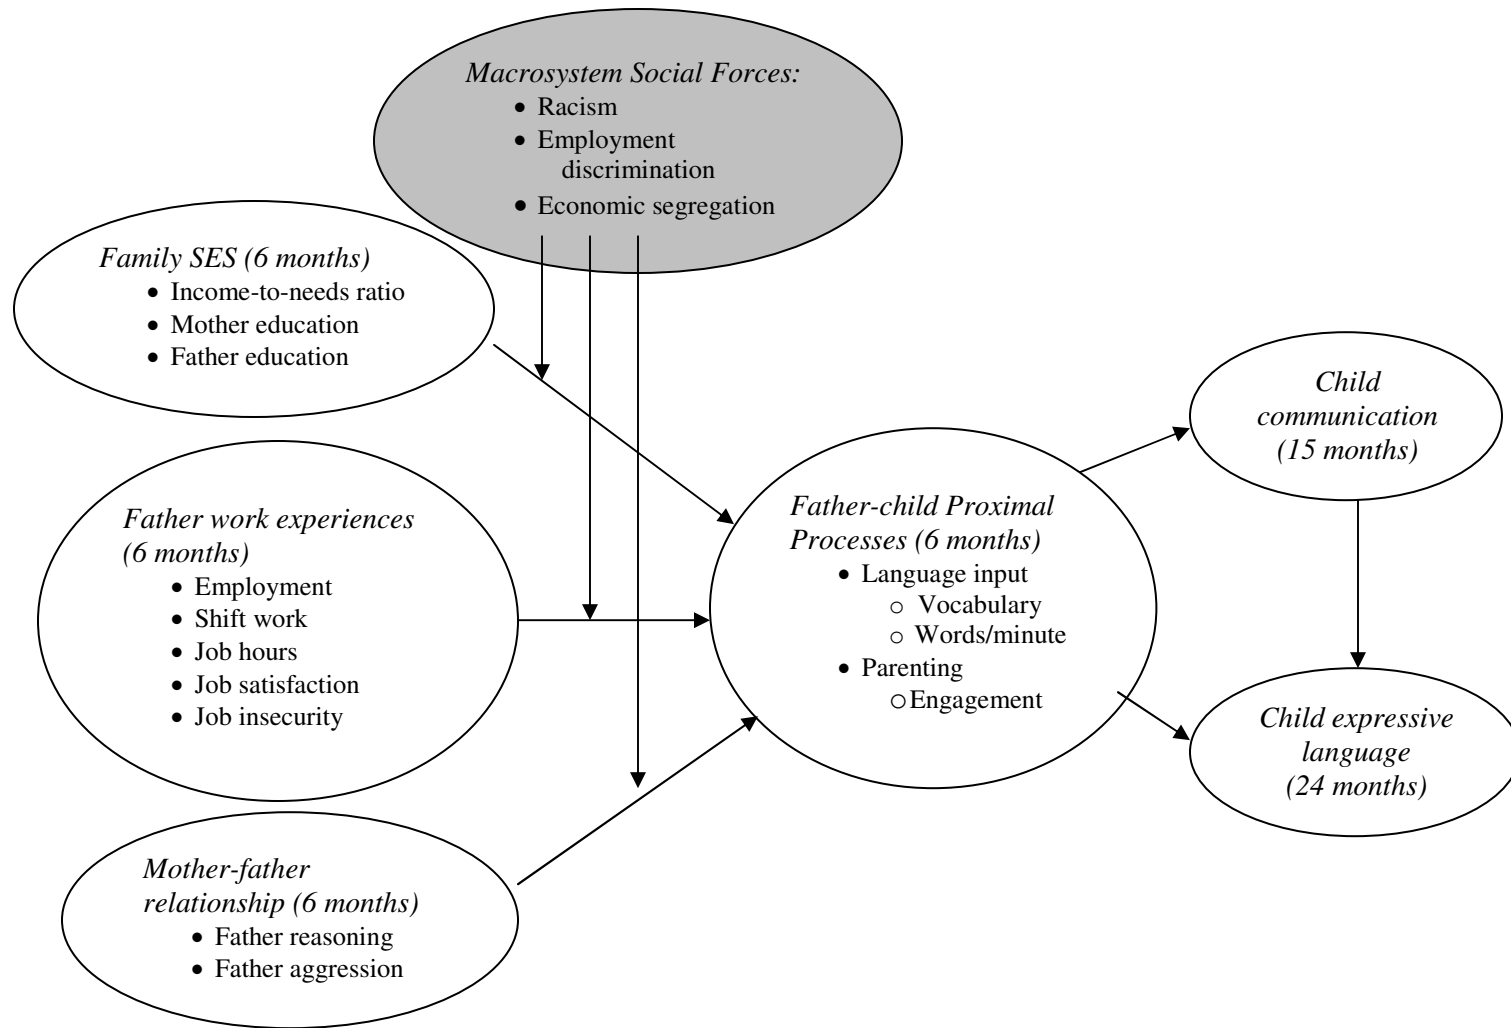 Macrosystem Social Forces:
• Racism
• Employment
discrimination
• Economic segregation
Family SES (6 months)
• Income-to-needs ratio
• Mother education
• Father education
Father work experiences
(6 months)
• Employment
• Shift work
• Job hours
• Job satisfaction
• Job insecurity
Mother-father
relationship (6 months)
• Father reasoning
• Father aggression
Father-child Proximal
Processes (6 months)
• Language input
o Vocabulary
o Words/minute
• Parenting
o Engagement
Child
communication
(15 months)
Child expressive
language
(24 months)